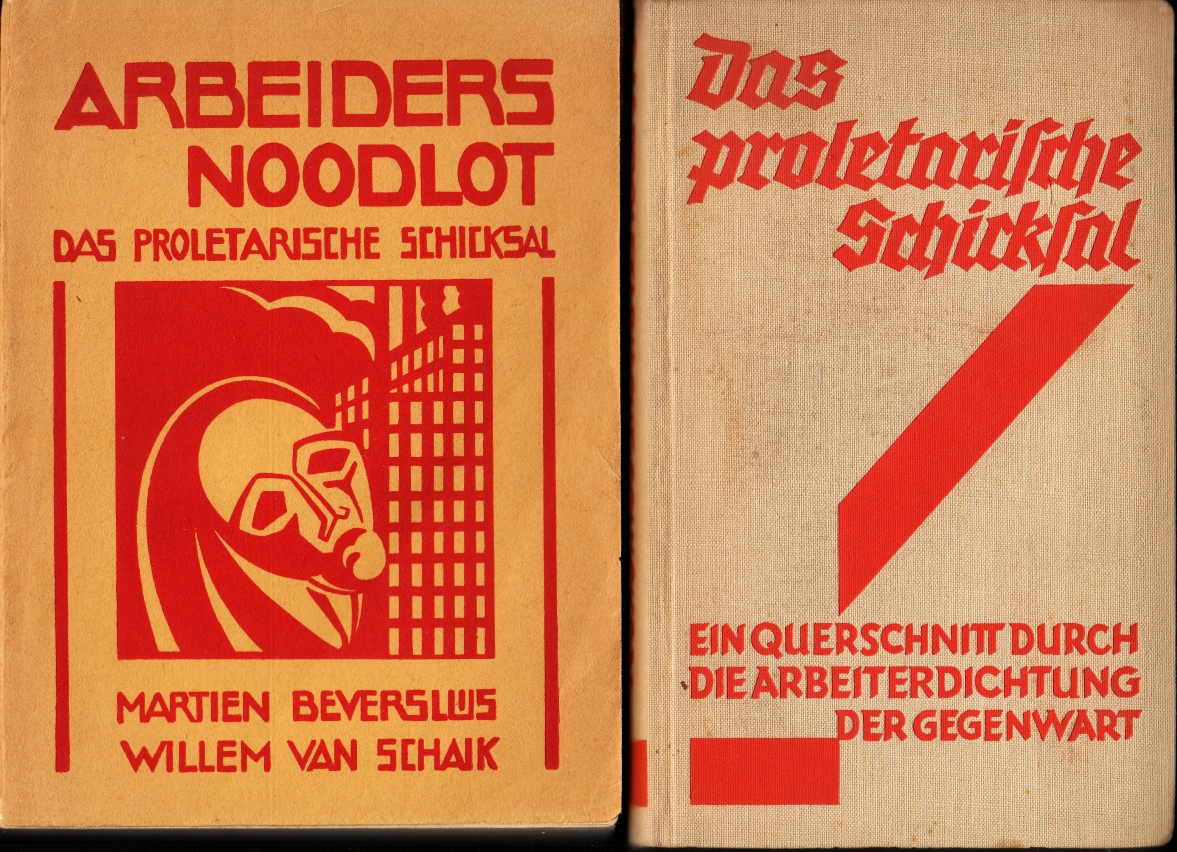 ARBEIDERS
NOODLOT
DAS PROLETARISCHE SCHICKSAL
MARTIEN BEVERSLUIS
WILLEM VAN SCHAIK
Das
proletarische
Schicksal
EIN QUERSCHNITT DURCH
DIE ARBEITERDICHTUNG
DER GEGENWART